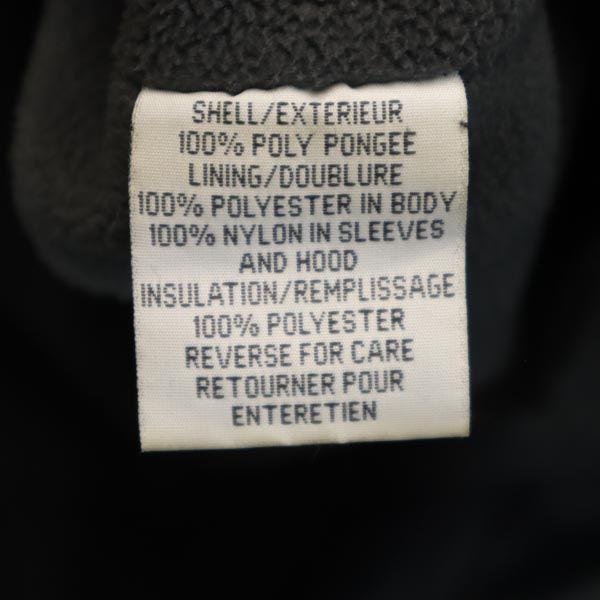 SHELL/EXTERIEUR
100% POLY PONGEE
LINING/DOUBLURE
100% POLYESTER IN BODY
100% NYLON IN SLEEVES
AND HOOD
INSULATION/REMPLISSAGE
100% POLYESTER
REVERSE FOR CARE
RETOURNER POUR
ENTERETIEN